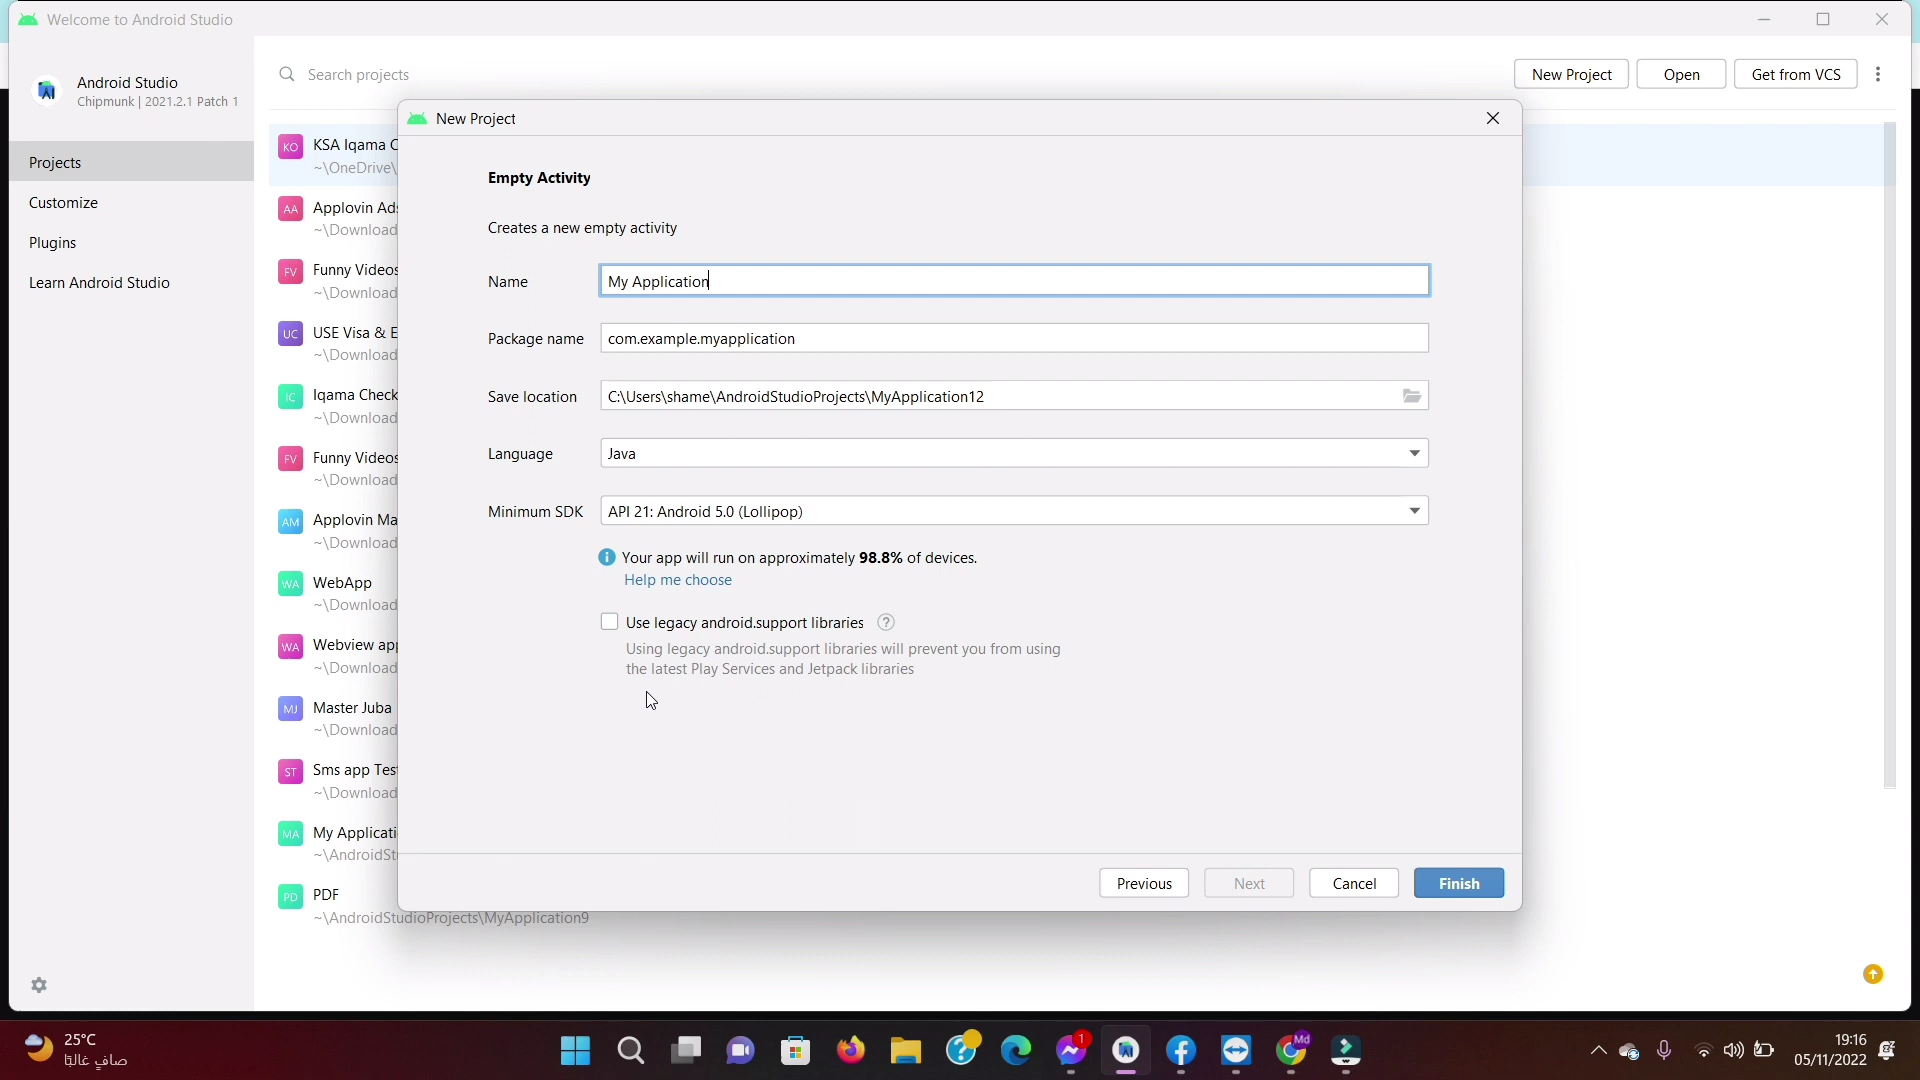 Welcome to Android Studio
Android Studio
Chipmunk | 2021.2.1 Patch 1
Projects
Customize
Plugins
Learn Android Studio
Search projects
New Project
Open
Get from VCS
KO
KSA Iqama C
~\OneDrive\
AA
Applovin Ads
~\Download
FV
Funny Videos
~\Download
UC
USE Visa & E
~\Download
IC
Iqama Check
~\Download
FV
Funny Videos
~\Download
AM
Applovin Ma
~\Download
WA
WebApp
~\Download
WA
Webview app
~\Download
MJ
Master Juba
~\Download
ST
Sms app Test
~\Download
MA
My Applicati
~\AndroidSt
PD
PDF
~\AndroidStudioProjects\MyApplication9
New Project
Empty Activity
Creates a new empty activity
Name
My Application
Package name
com.example.myapplication
Save location
C:\Users\shame\AndroidStudioProjects\MyApplication12
Language
Java
Minimum SDK
API 21: Android 5.0 (Lollipop)
Your app will run on approximately 98.8% of devices.
Help me choose
Use legacy android.support libraries
Using legacy android.support libraries will prevent you from using
the latest Play Services and Jetpack libraries
Previous
Next
Cancel
Finish
25°C
صافٍ غالبًا
1
Md
19:16
05/11/2022